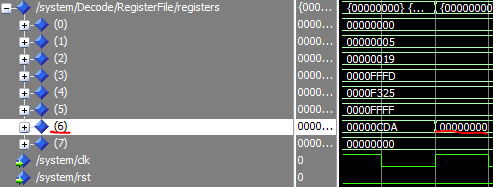 /system/Decode/RegisterFile/registers {000... {00000000} {... {00000000} {...
(0) 0000... 00000000
(1) 0000... 00000005
(2) 0000... 00000019
(3) 0000... 0000FFFD
(4) 0000... 0000F325
(5) 0000... 0000FFFF
(6) 0000... 00000CDA 00000000
(7) 0000... 00000000
/system/clk 0
/system/rst 0